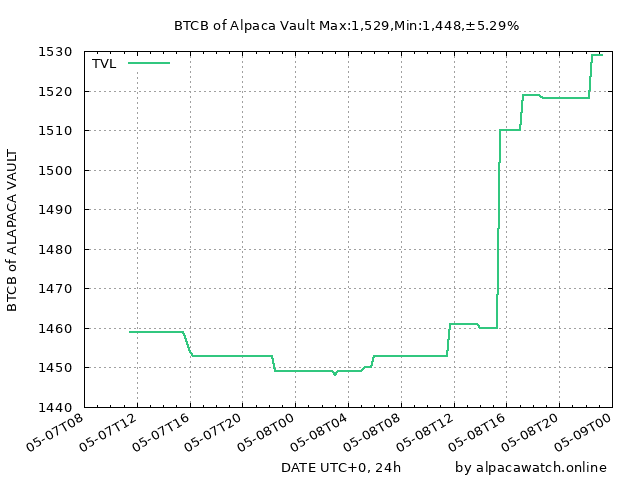 BTCB of Alpaca Vault Max:1,529,Min:1,448,±5.29%
TVL
1530
1520
1510
1500
1490
1480
1470
1460
1450
1440
BTCB of ALAPACA VAULT
05-07T08
05-07T12
05-07T16
05-07T20
05-08T00
05-08T04
05-08T08
05-08T12
05-08T16
05-08T20
05-09T00
DATE UTC+0, 24h
by alpacawatch.online